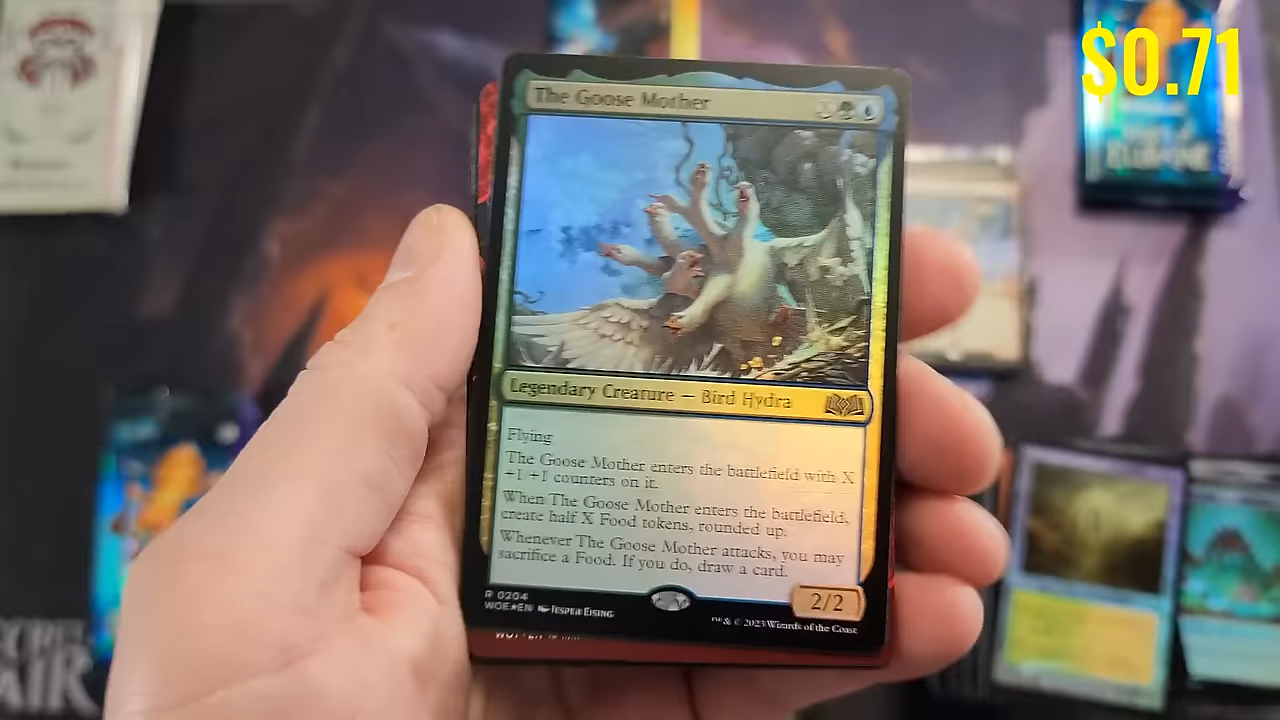 $0.71
The Goose Mother
Legendary Creature — Bird Hydra
Flying
The Goose Mother enters the battlefield with X
+1/+1 counters on it.
When The Goose Mother enters the battlefield,
create half X Food tokens, rounded up.
Whenever The Goose Mother attacks, you may
sacrifice a Food. If you do, draw a card.
2/2
R 0204
WOE★EN Jesper Ejsing
™ & © 2023 Wizards of the Coast